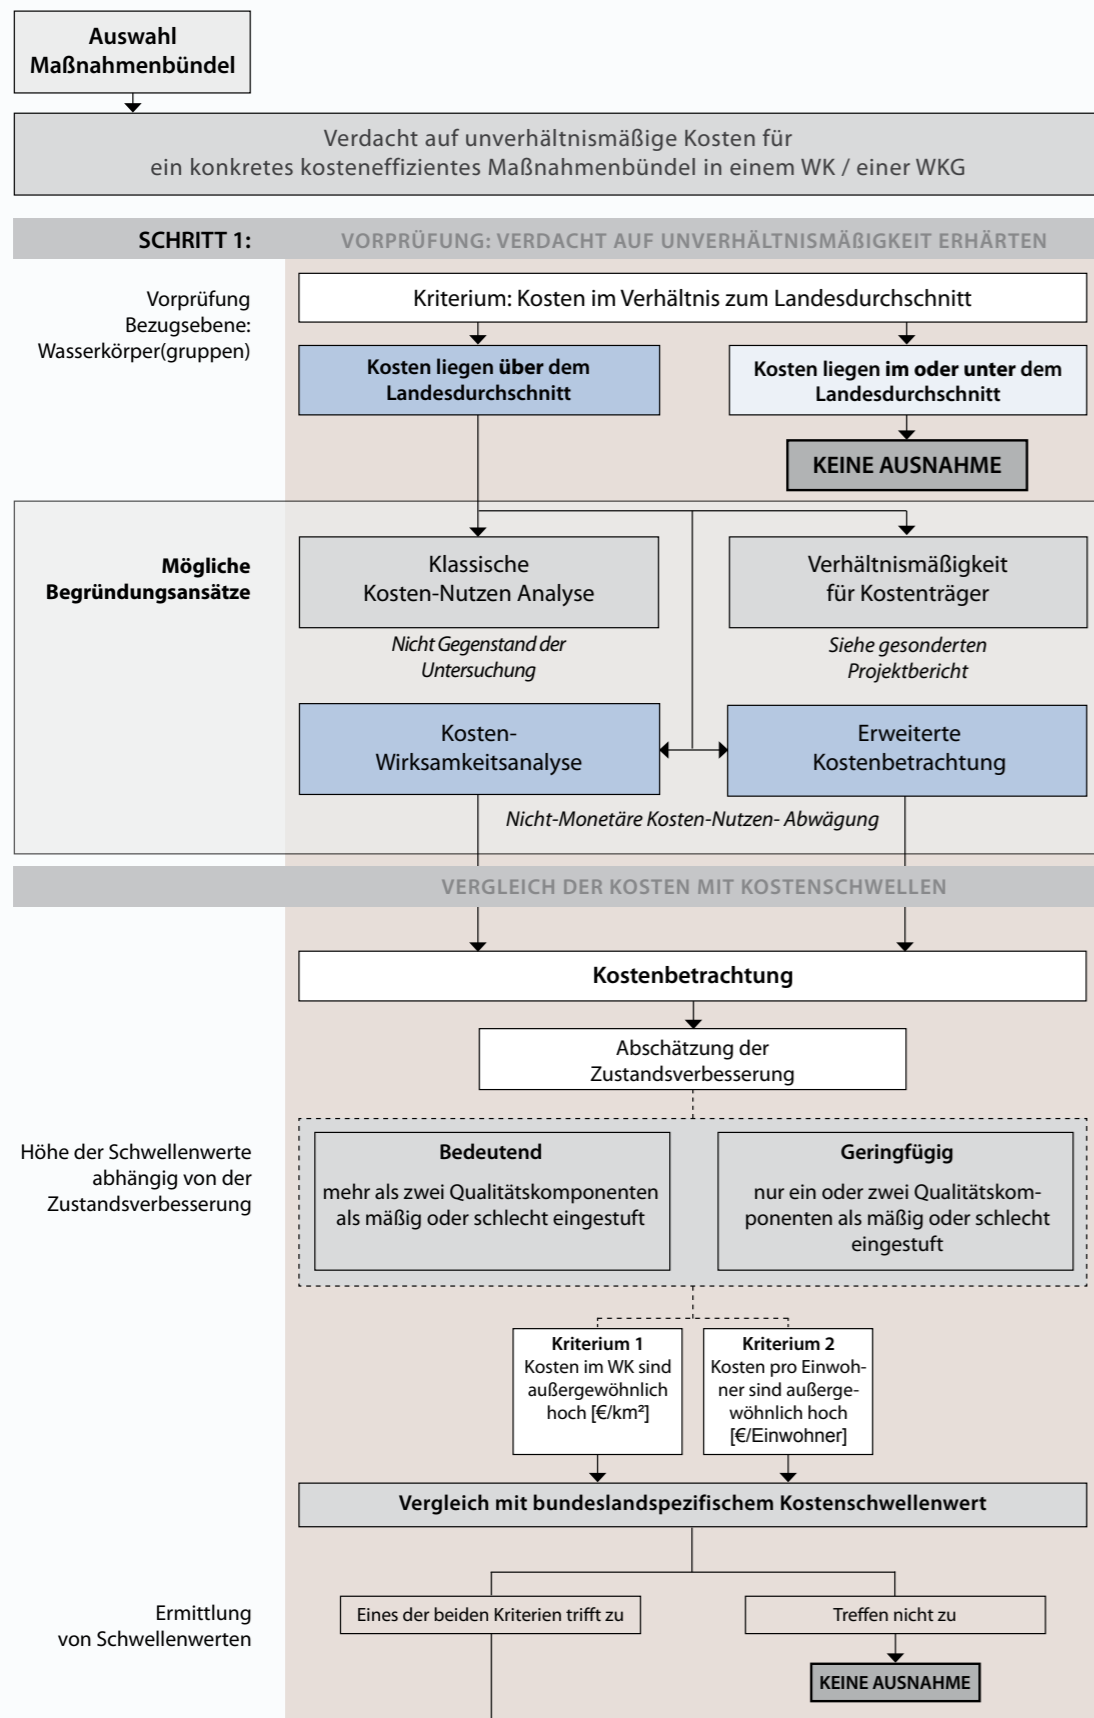 Auswahl
Maßnahmenbündel
Verdacht auf unverhältnismäßige Kosten für
ein konkretes kosteneffizientes Maßnahmenbündel in einem WK / einer WKG
SCHRITT 1:
VORPRÜFUNG: VERDACHT AUF UNVERHÄLTNISMÄßIGKEIT ERHÄRTEN
Vorprüfung
Bezugsebene:
Wasserkörper(gruppen)
Kriterium: Kosten im Verhältnis zum Landesdurchschnitt
Kosten liegen über dem
Landesdurchschnitt
Kosten liegen im oder unter dem
Landesdurchschnitt
KEINE AUSNAHME
Mögliche
Begründungsansätze
Klassische
Kosten-Nutzen Analyse
Nicht Gegenstand der
Untersuchung
Verhältnismäßigkeit
für Kostenträger
Siehe gesonderten
Projektbericht
Kosten-
Wirksamkeitsanalyse
Erweiterte
Kostenbetrachtung
Nicht-Monetäre Kosten-Nutzen- Abwägung
VERGLEICH DER KOSTEN MIT KOSTENSCHWELLEN
Kostenbetrachtung
Abschätzung der
Zustandsverbesserung
Höhe der Schwellenwerte
abhängig von der
Zustandsverbesserung
Bedeutend
mehr als zwei Qualitätskomponenten
als mäßig oder schlecht eingestuft
Geringfügig
nur ein oder zwei Qualitätskom-
ponenten als mäßig oder schlecht
eingestuft
Kriterium 1
Kosten im WK sind
außergewöhnlich
hoch [€/km²]
Kriterium 2
Kosten pro Einwoh-
ner sind außerge-
wöhnlich hoch
[€/Einwohner]
Vergleich mit bundeslandspezifischem Kostenschwellenwert
Ermittlung
von Schwellenwerten
Eines der beiden Kriterien trifft zu
Treffen nicht zu
KEINE AUSNAHME